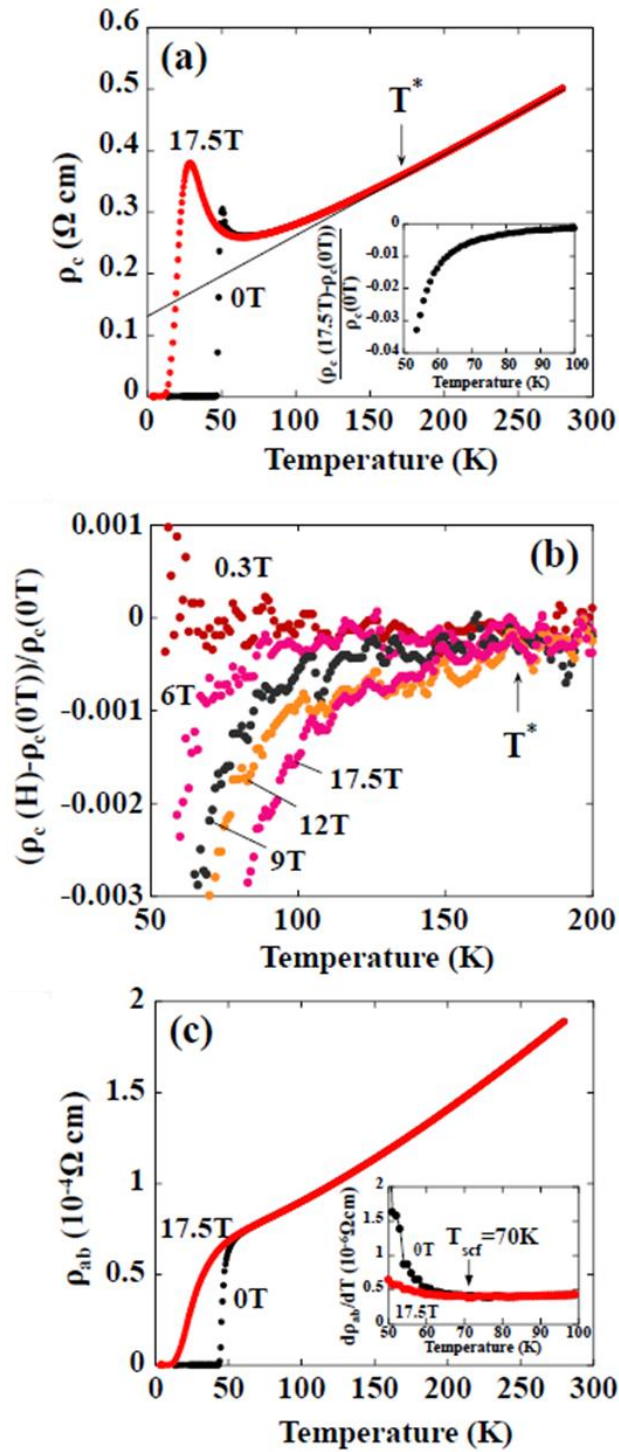 0.6
(a)
0.5
T*
17.5T
0.4
ρc (Ω cm)
0.3
0.2
0T
0.1
0
(ρc (17.5T)-ρc(0T))
ρc(0T)
0
-0.01
-0.02
-0.03
-0.04
50 60 70 80 90 100
Temperature (K)
0 50 100 150 200 250 300
Temperature (K)
0.001
(b)
0.3T
0
(ρc (H)-ρc(0T))/ρc(0T)
6T
-0.001
T*
17.5T
-0.002
12T
9T
-0.003
50 100 150 200
Temperature (K)
2
(c)
1.5
ρab (10-4Ω cm)
1
17.5T
0.5
0T
0
dρab/dT (10-6Ωcm)
2
1.5
1
0.5
0
0T
Tscf=70K
17.5T
50 60 70 80 90 100
Temperature (K)
0 50 100 150 200 250 300
Temperature (K)